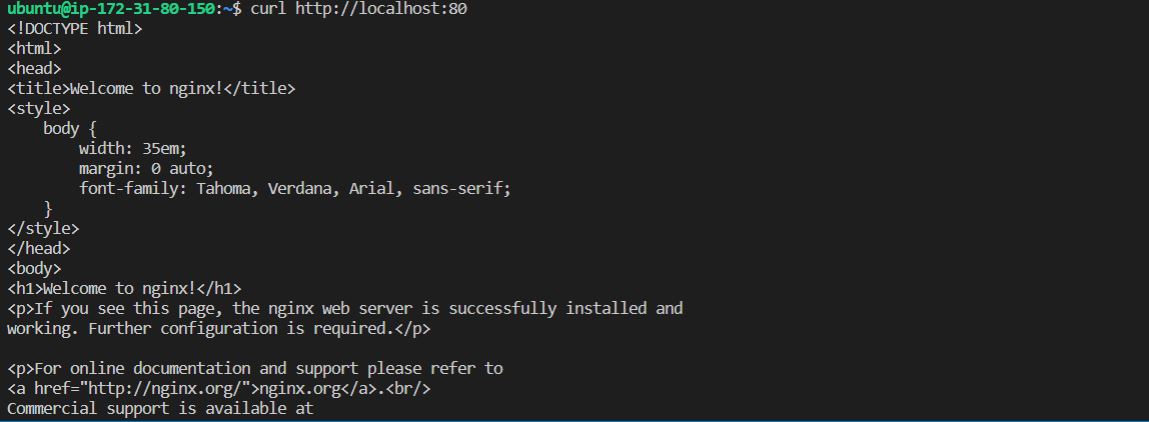 ubuntu@ip-172-31-80-150:~$ curl http://localhost:80
<!DOCTYPE html>
<html>
<head>
<title>Welcome to nginx!</title>
<style>
    body {
        width: 35em;
        margin: 0 auto;
        font-family: Tahoma, Verdana, Arial, sans-serif;
    }
</style>
</head>
<body>
<h1>Welcome to nginx!</h1>
<p>If you see this page, the nginx web server is successfully installed and
working. Further configuration is required.</p>

<p>For online documentation and support please refer to
<a href="http://nginx.org/">nginx.org</a>.<br/>
Commercial support is available at